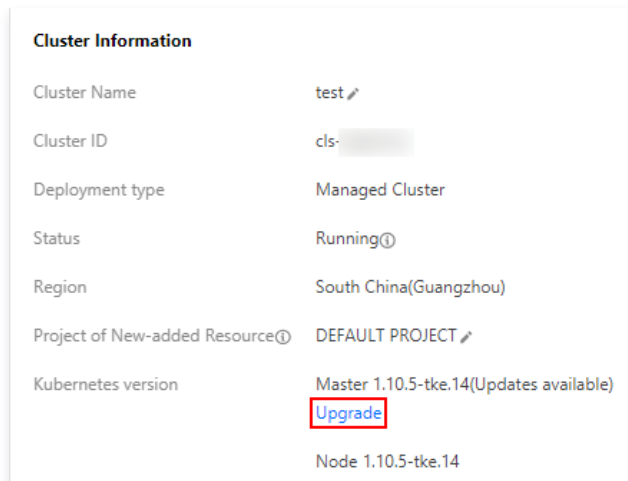 Cluster Information
Cluster Name test
Cluster ID cls-
Deployment type Managed Cluster
Status Running
Region South China(Guangzhou)
Project of New-added Resource DEFAULT PROJECT
Kubernetes version Master 1.10.5-tke.14(Updates available)
Upgrade
Node 1.10.5-tke.14